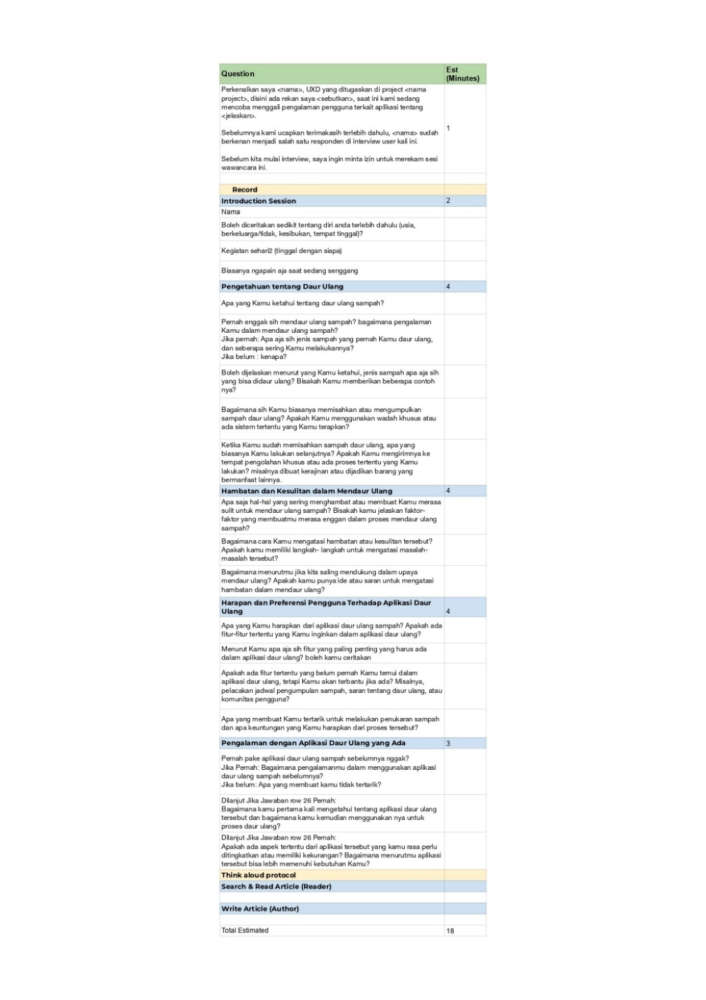 Question
Est
(Minutes)
Perkenalkan saya <nama>, UXD yang ditugaskan di project <nama
project>, disini ada rekan saya <sebutkan>, saat ini kami sedang
mencoba menggali pengalaman pengguna terkait aplikasi tentang
<jelaskan>.
Sebelumnya kami ucapkan terimakasih terlebih dahulu, <nama> sudah
berkenan menjadi salah satu responden di interview user kali ini.
Sebelum kita mulai interview, saya ingin minta izin untuk merekam sesi
wawancara ini.
1
Record
Introduction Session 2
Nama
Boleh diceritakan sedikit tentang diri anda terlebih dahulu (usia,
berkeluarga/tidak, kesibukan, tempat tinggal)?
Kegiatan sehari2 (tinggal dengan siapa)
Biasanya ngapain aja saat sedang senggang
Pengetahuan tentang Daur Ulang 4
Apa yang Kamu ketahui tentang daur ulang sampah?
Pernah enggak sih mendaur ulang sampah? bagaimana pengalaman
Kamu dalam mendaur ulang sampah?
Jika pernah: Apa aja sih jenis sampah yang pernah Kamu daur ulang,
dan seberapa sering Kamu melakukannya?
Jika belum : kenapa?
Boleh dijelaskan menurut yang Kamu ketahui, jenis sampah apa aja sih
yang bisa didaur ulang? Bisakah Kamu memberikan beberapa contoh
nya?
Bagaimana sih Kamu biasanya memisahkan atau mengumpulkan
sampah daur ulang? Apakah Kamu menggunakan wadah khusus atau
ada sistem tertentu yang Kamu terapkan?
Ketika Kamu sudah memisahkan sampah daur ulang, apa yang
biasanya Kamu lakukan selanjutnya? Apakah Kamu mengirimnya ke
tempat pengolahan khusus atau ada proses tertentu yang Kamu
lakukan? misalnya dibuat kerajinan atau dijadikan barang yang
bermanfaat lainnya.
Hambatan dan Kesulitan dalam Mendaur Ulang 4
Apa saja hal-hal yang sering menghambat atau membuat Kamu merasa
sulit untuk mendaur ulang sampah? Bisakah kamu jelaskan faktor-
faktor yang membuatmu merasa enggan dalam proses mendaur ulang
sampah?
Bagaimana cara Kamu mengatasi hambatan atau kesulitan tersebut?
Apakah kamu memiliki langkah- langkah untuk mengatasi masalah-
masalah tersebut?
Bagaimana menurutmu jika kita saling mendukung dalam upaya
mendaur ulang? Apakah kamu punya ide atau saran untuk mengatasi
hambatan dalam mendaur ulang?
Harapan dan Preferensi Pengguna Terhadap Aplikasi Daur
Ulang 4
Apa yang Kamu harapkan dari aplikasi daur ulang sampah? Apakah ada
fitur-fitur tertentu yang Kamu inginkan dalam aplikasi daur ulang?
Menurut Kamu apa aja sih fitur yang paling penting yang harus ada
dalam aplikasi daur ulang? boleh kamu ceritakan
Apakah ada fitur tertentu yang belum pernah Kamu temui dalam
aplikasi daur ulang, tetapi Kamu akan terbantu jika ada? Misalnya,
pelacakan jadwal pengumpulan sampah, saran tentang daur ulang, atau
komunitas pengguna?
Apa yang membuat Kamu tertarik untuk melakukan penukaran sampah
dan apa keuntungan yang Kamu harapkan dari proses tersebut?
Pengalaman dengan Aplikasi Daur Ulang yang Ada 3
Pernah pake aplikasi daur ulang sampah sebelumnya nggak?
Jika Pernah: Bagaimana pengalamanmu dalam menggunakan aplikasi
daur ulang sampah sebelumnya?
Jika belum: Apa yang membuat kamu tidak tertarik?
Dilanjut Jika Jawaban row 26 Pernah:
Bagaimana kamu pertama kali mengetahui tentang aplikasi daur ulang
tersebut dan bagaimana kamu kemudian menggunakan nya untuk
proses daur ulang?
Dilanjut Jika Jawaban row 26 Pernah:
Apakah ada aspek tertentu dari aplikasi tersebut yang kamu rasa perlu
ditingkatkan atau memiliki kekurangan? Bagaimana menurutmu aplikasi
tersebut bisa lebih memenuhi kebutuhan Kamu?
Think aloud protocol
Search & Read Article (Reader)
Write Article (Author)
Total Estimated 18